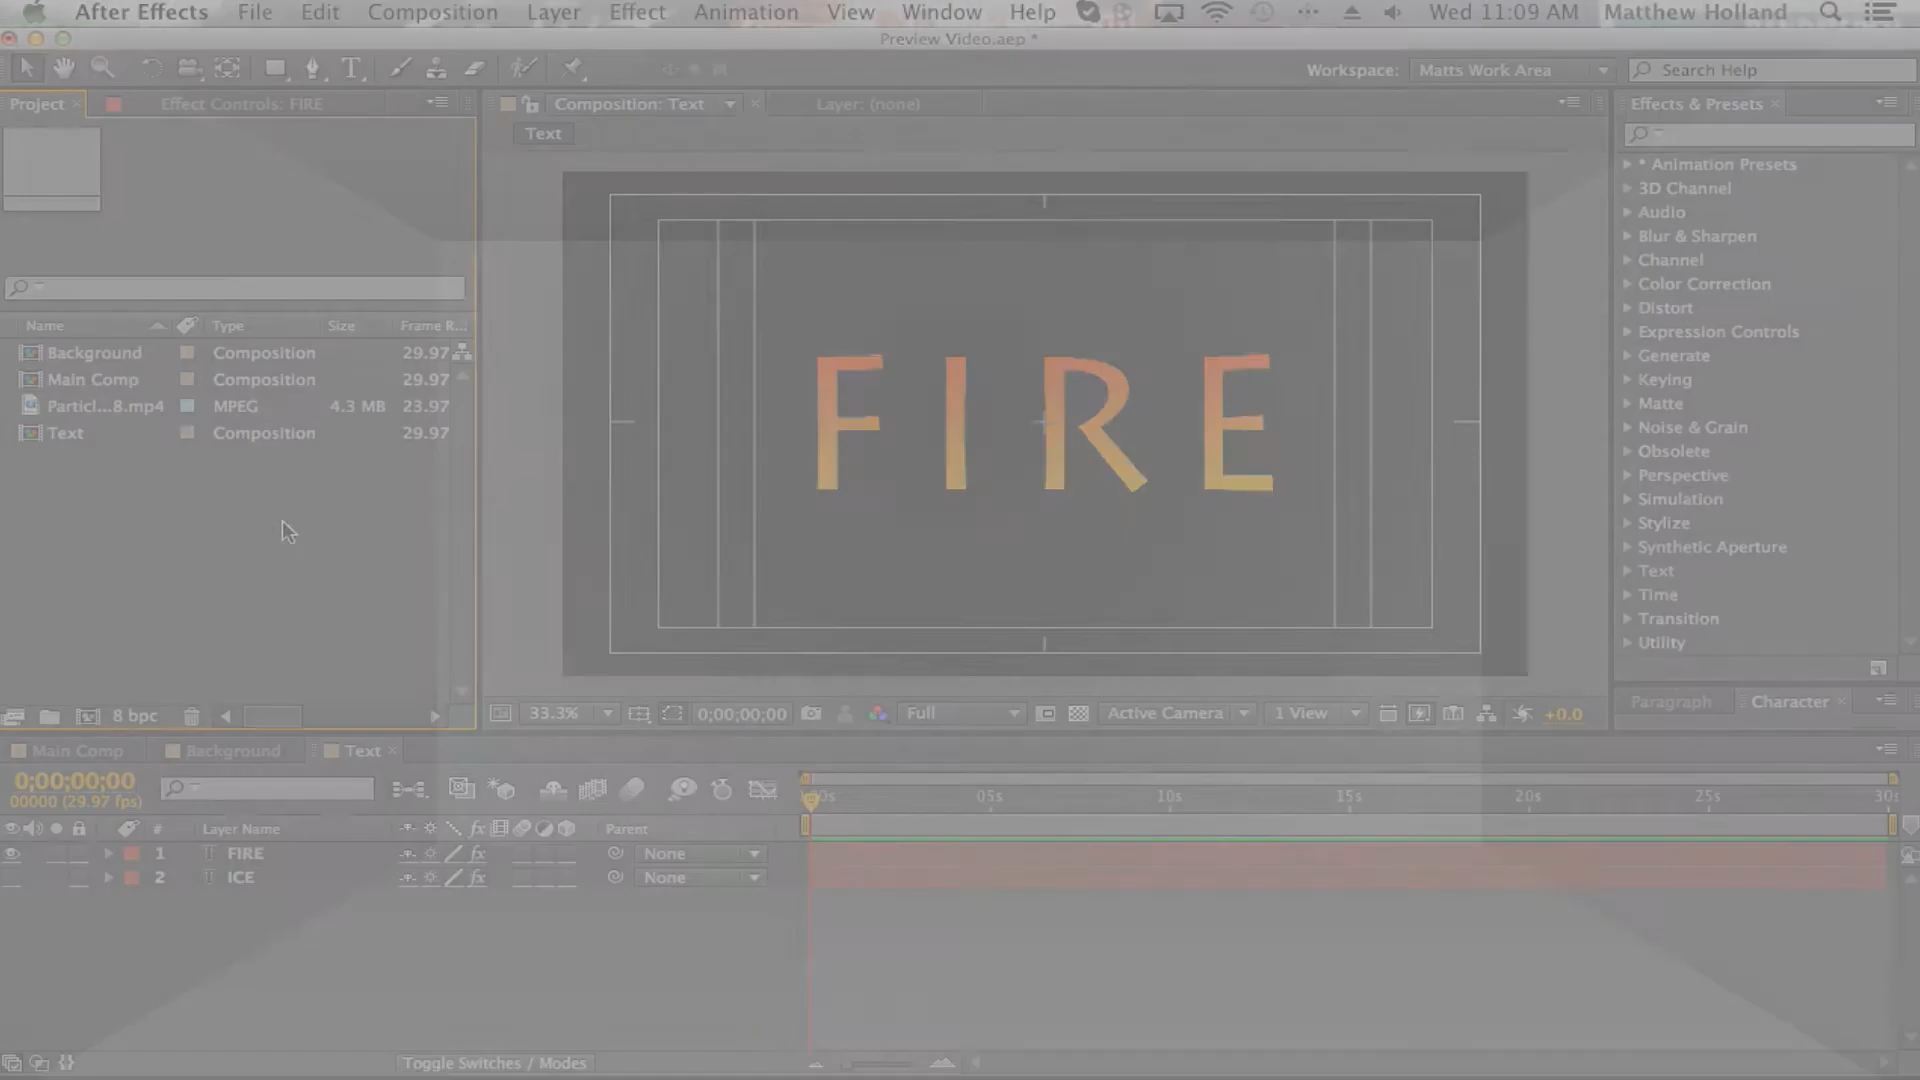 After Effects File Edit Composition Layer Effect Animation View Window Help Wed 11:09 AM Matthew Holland
Preview Video.aep *
Workspace: Matts Work Area Search Help
Project Effect Controls: FIRE Composition: Text Layer: (none) Effects & Presets
Text
* Animation Presets
3D Channel
Audio
Blur & Sharpen
Channel
Color Correction
Distort
Expression Controls
Generate
Keying
Matte
Noise & Grain
Obsolete
Perspective
Simulation
Stylize
Synthetic Aperture
Text
Time
Transition
Utility
Name Type Size Frame R...
Background Composition 29.97
Main Comp Composition 29.97
Particl...8.mp4 MPEG 4.3 MB 23.97
Text Composition 29.97
FIRE
8 bpc
33.3% 0;00;00;00 Full Active Camera 1 View +0.0
Paragraph Character
Main Comp Background Text
0;00;00;00
00000 (29.97 fps)
05s 10s 15s 20s 25s 30s
# Layer Name fx Parent
1 T FIRE fx None
2 T ICE fx None
Toggle Switches / Modes